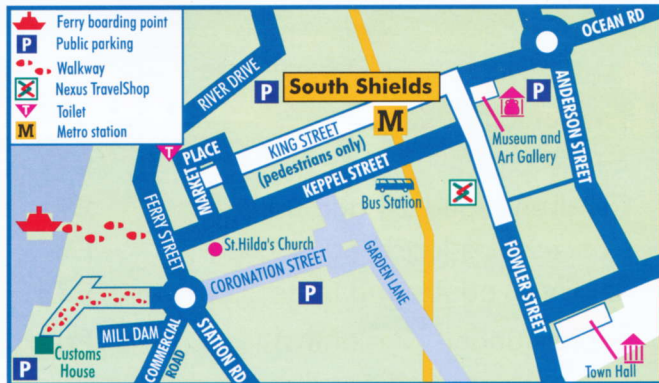 Ferry boarding point
P Public parking
Walkway
Nexus TravelShop
T Toilet
M Metro station
OCEAN RD
RIVER DRIVE
P
South Shields
P
ANDERSON STREET
M
KING STREET
(pedestrians only)
Museum and
Art Gallery
T
PLACE
MARKET
KEPPEL STREET
Bus Station
FERRY STREET
St.Hilda's Church
CORONATION STREET
GARDEN LANE
P
FOWLER STREET
MILL DAM
COMMERCIAL
ROAD
STATION RD
Customs
House
P
Town Hall